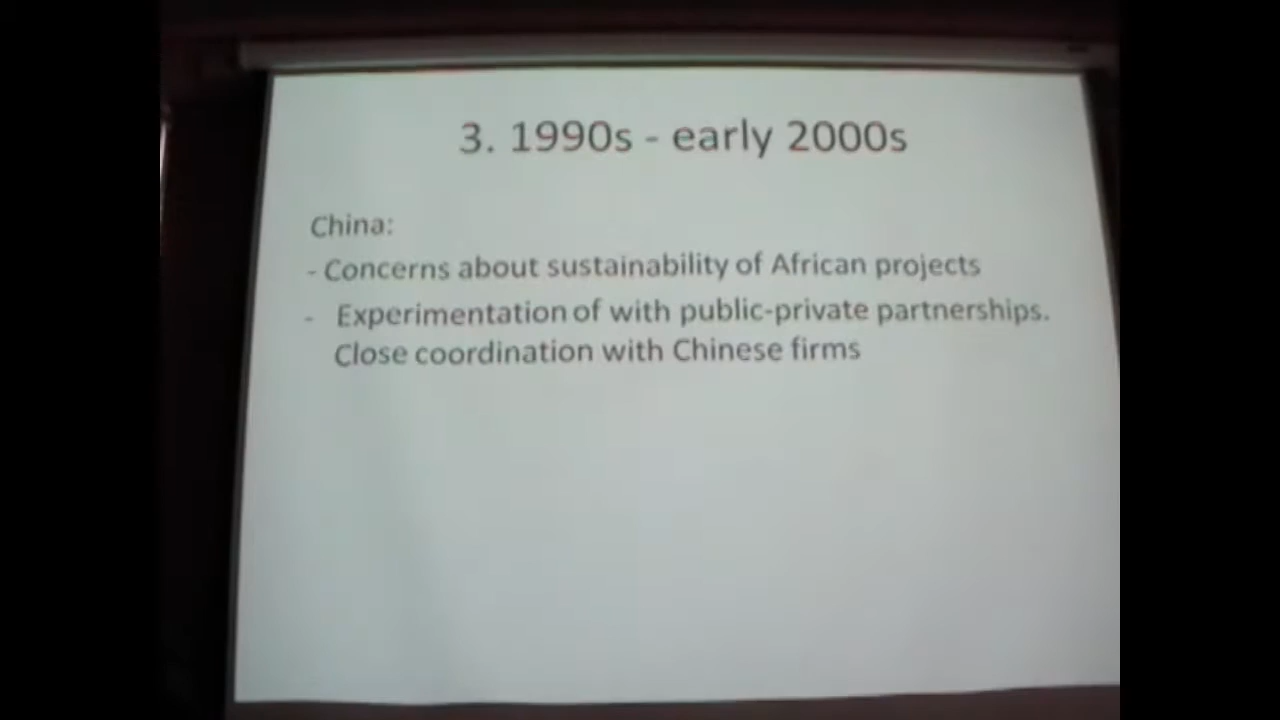 3. 1990s - early 2000s
China:
- Concerns about sustainability of African projects
- Experimentation of with public-private partnerships.
Close coordination with Chinese firms